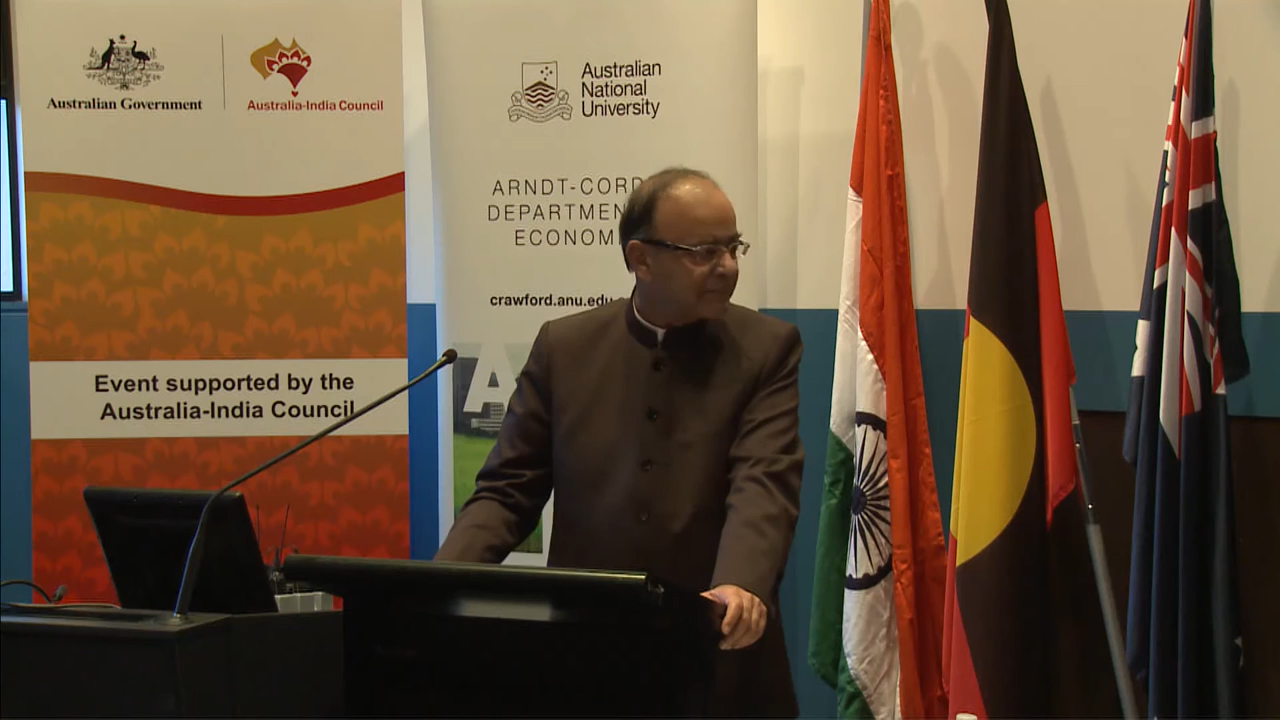 Australian Government
Australia-India Council
Event supported by the
Australia-India Council
Australian
National
University
ARNDT-CORD
DEPARTMEN
ECONOM
crawford.anu.edu
A